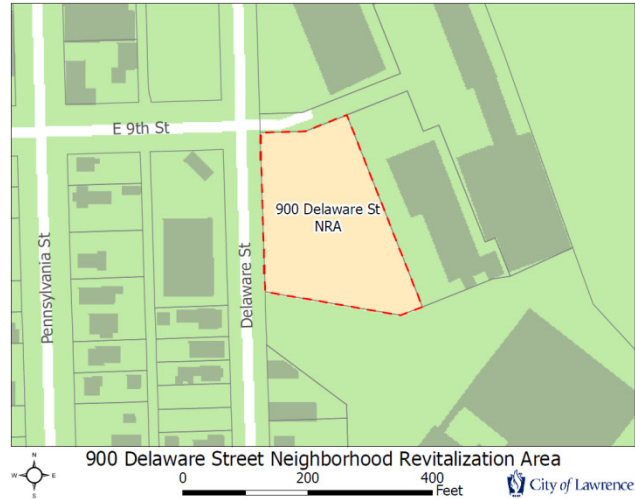 E 9th St
900 Delaware St
NRA
Pennsylvania St
Delaware St
900 Delaware Street Neighborhood Revitalization Area
N
W E
S
0 200 400
Feet
City of Lawrence